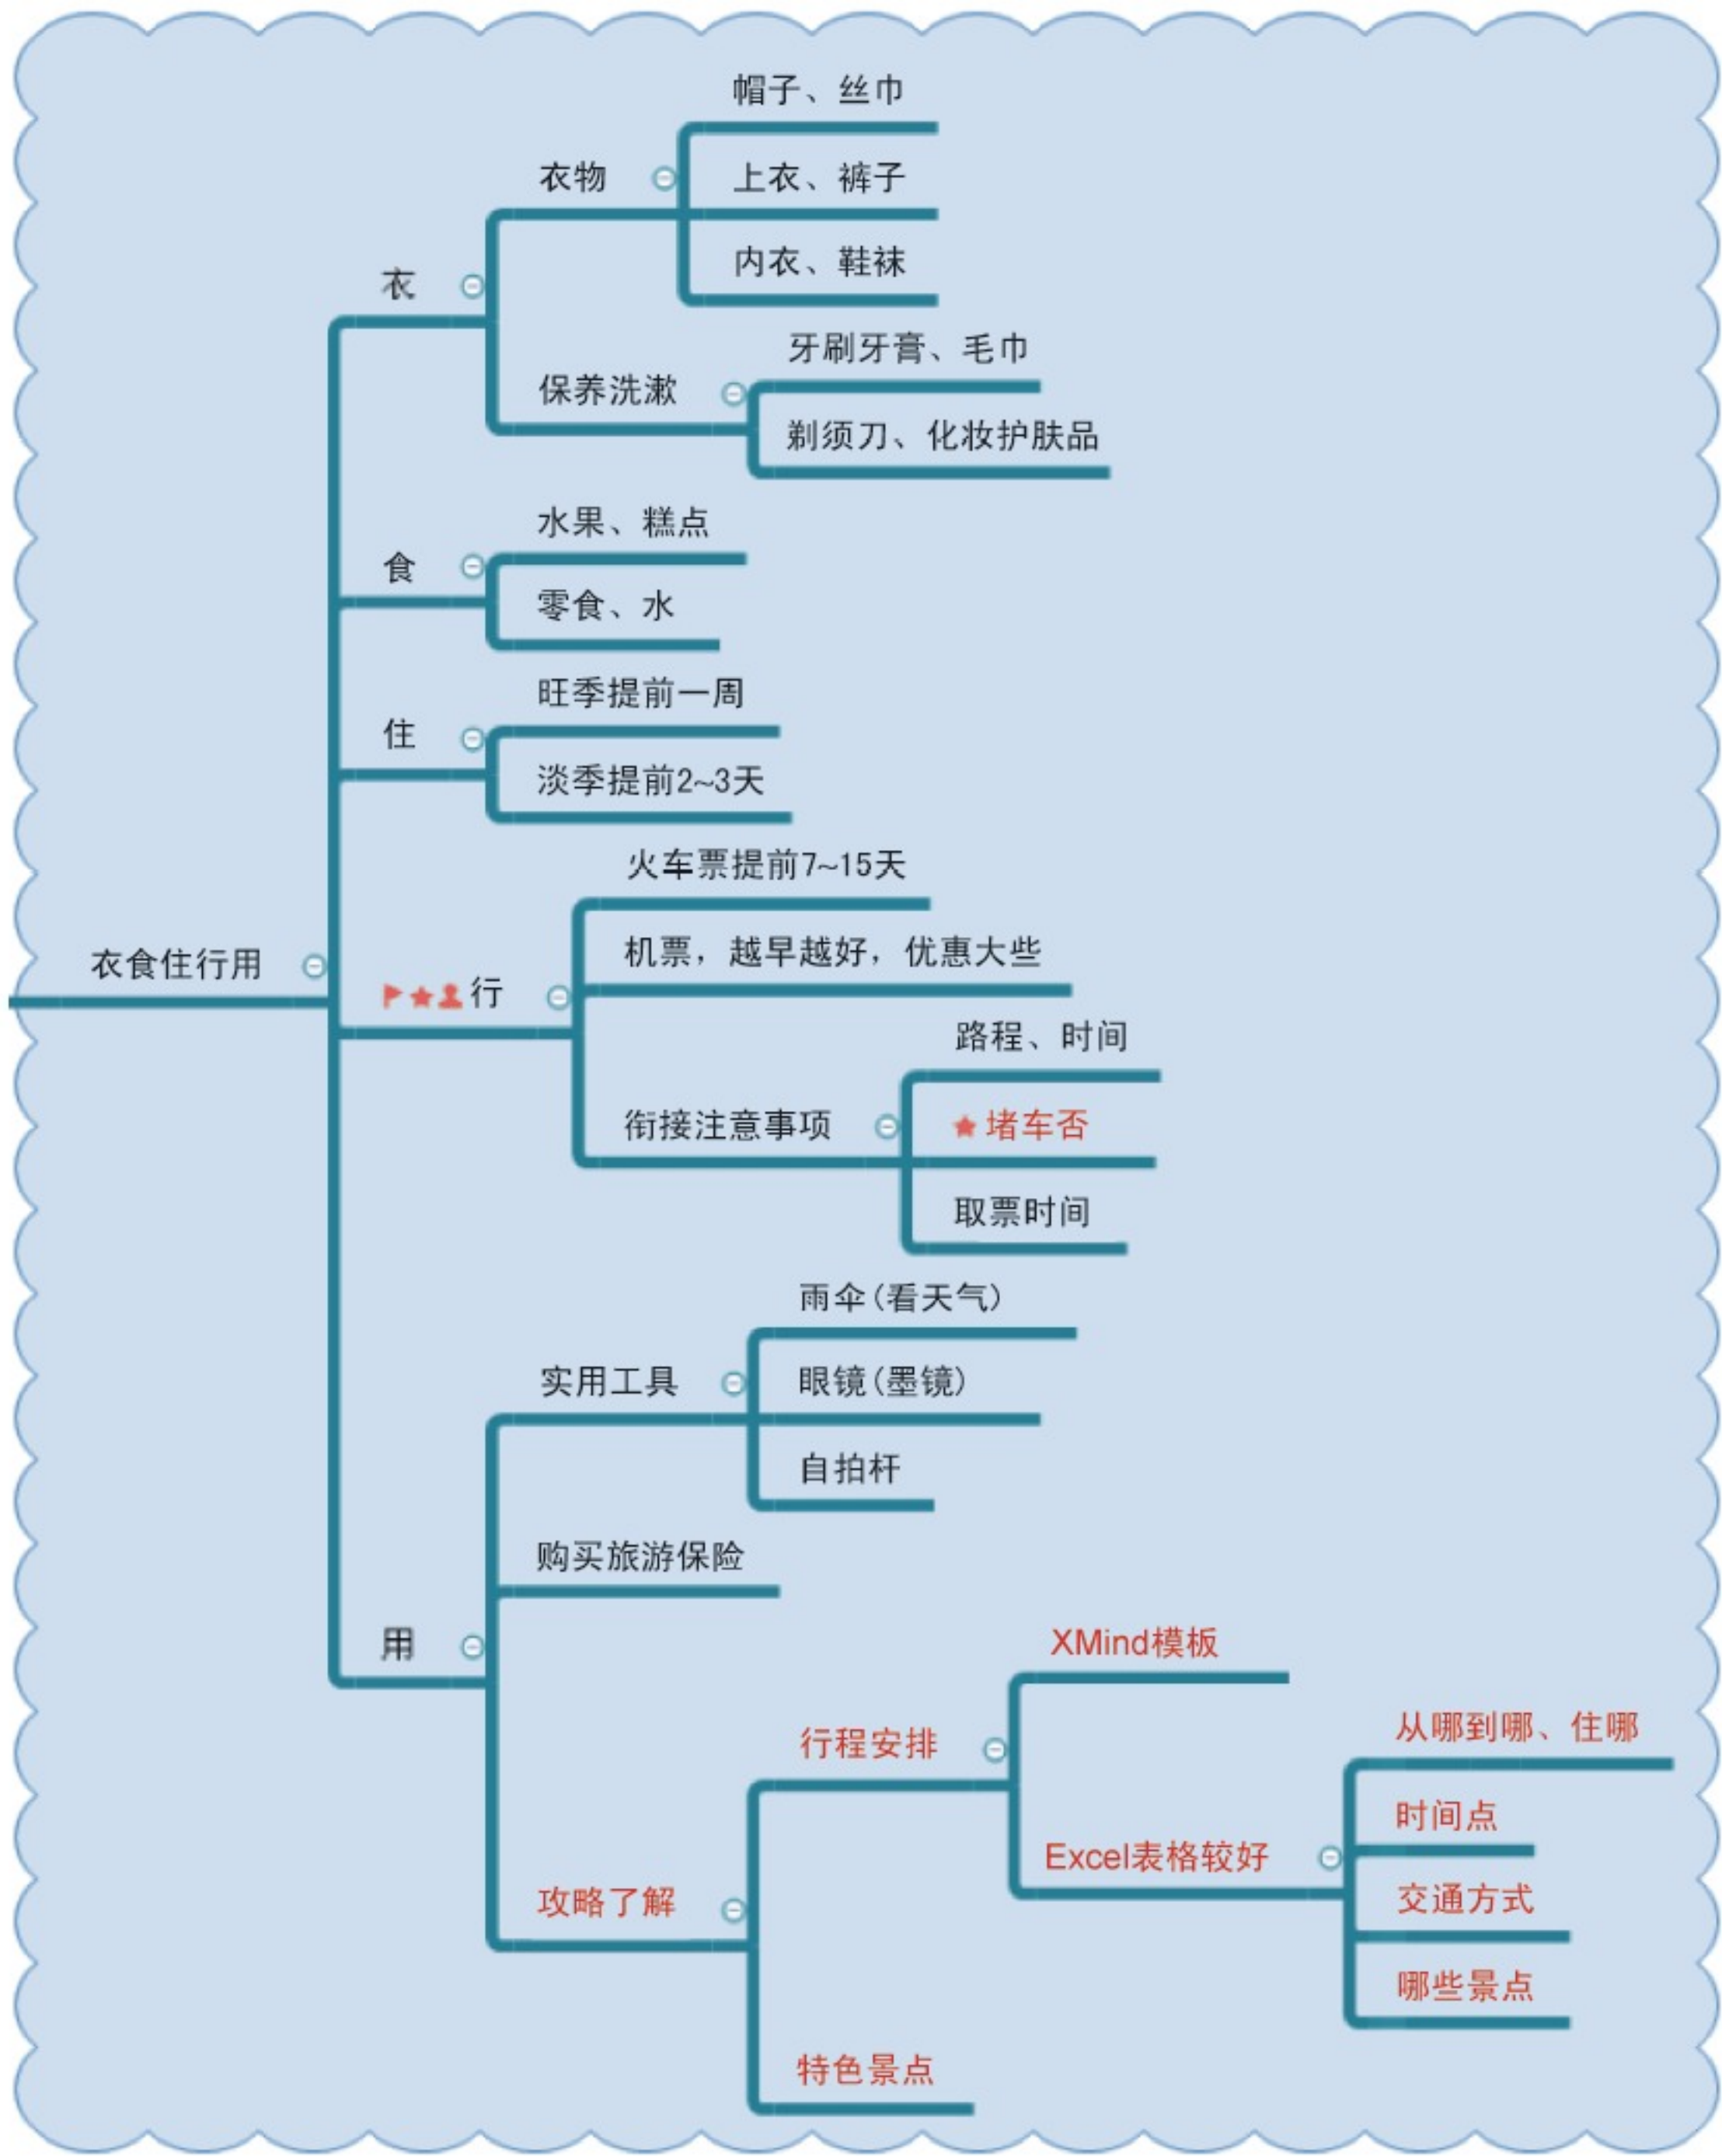 帽子、丝巾
衣物
上衣、裤子
内衣、鞋袜
衣
牙刷牙膏、毛巾
保养洗漱
剃须刀、化妆护肤品
水果、糕点
食
零食、水
旺季提前一周
住
淡季提前2~3天
火车票提前7~15天
机票，越早越好，优惠大些
衣食住行用
行
路程、时间
衔接注意事项
堵车否
取票时间
雨伞(看天气)
实用工具
眼镜(墨镜)
自拍杆
购买旅游保险
用
XMind模板
行程安排
从哪到哪、住哪
时间点
Excel表格较好
交通方式
攻略了解
哪些景点
特色景点